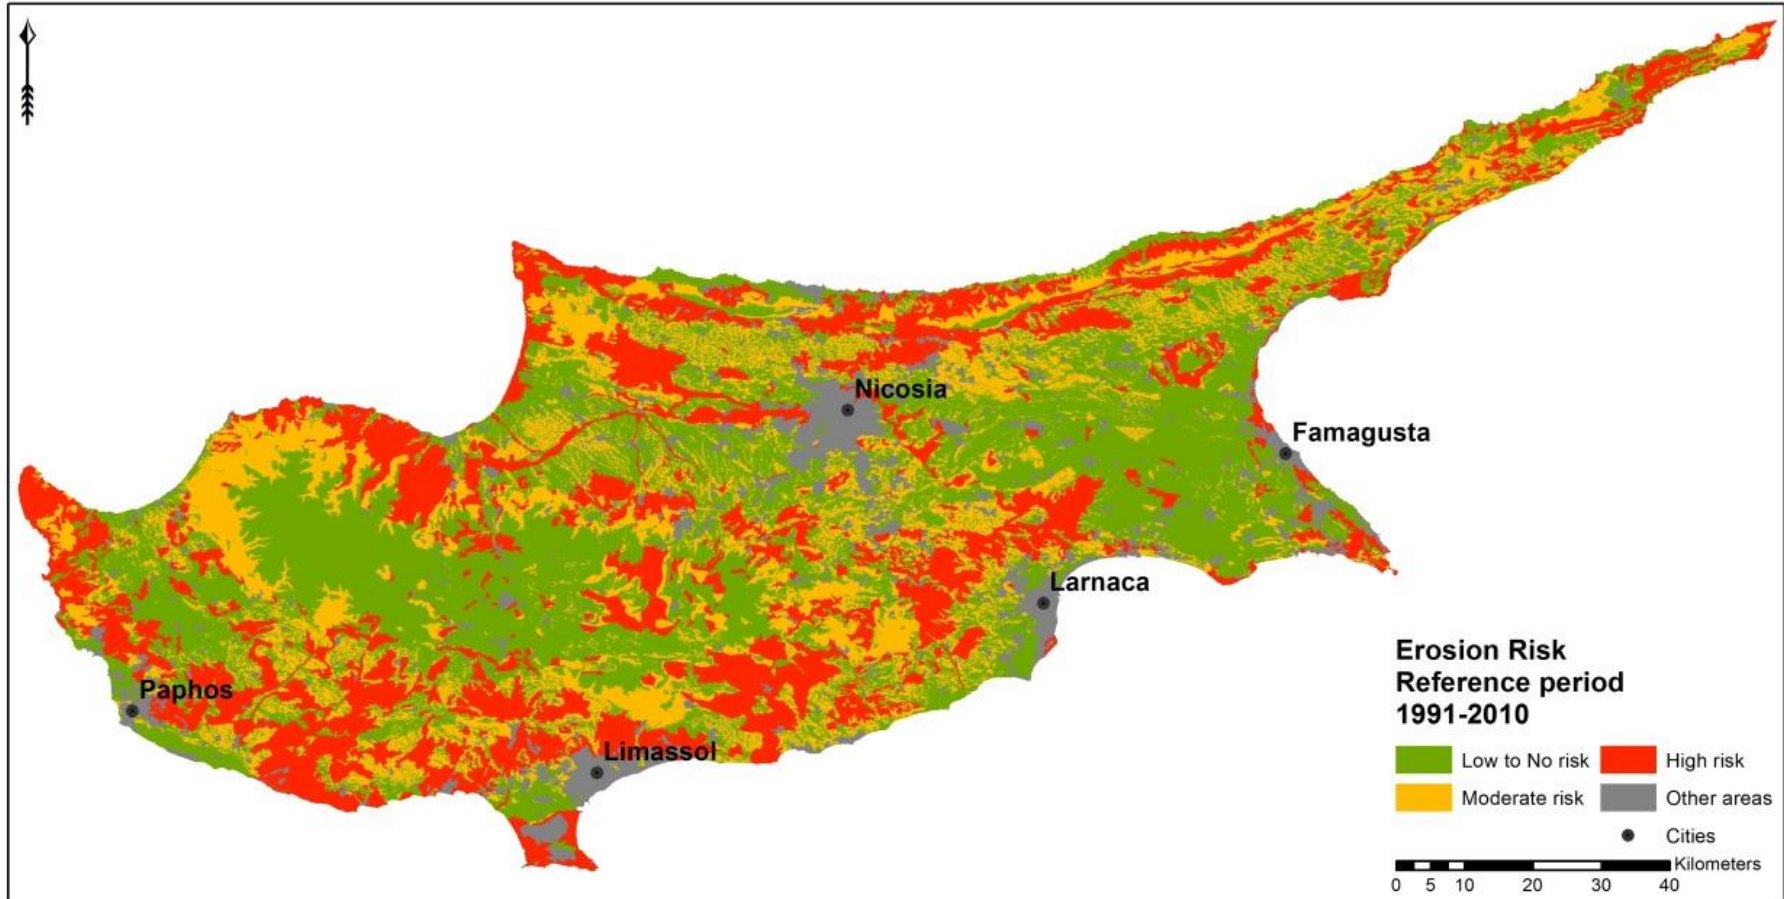 Nicosia
Famagusta
Larnaca
Paphos
Limassol
Erosion Risk
Reference period
1991-2010
Low to No risk
High risk
Moderate risk
Other areas
Cities
Kilometers
0 5 10 20 30 40